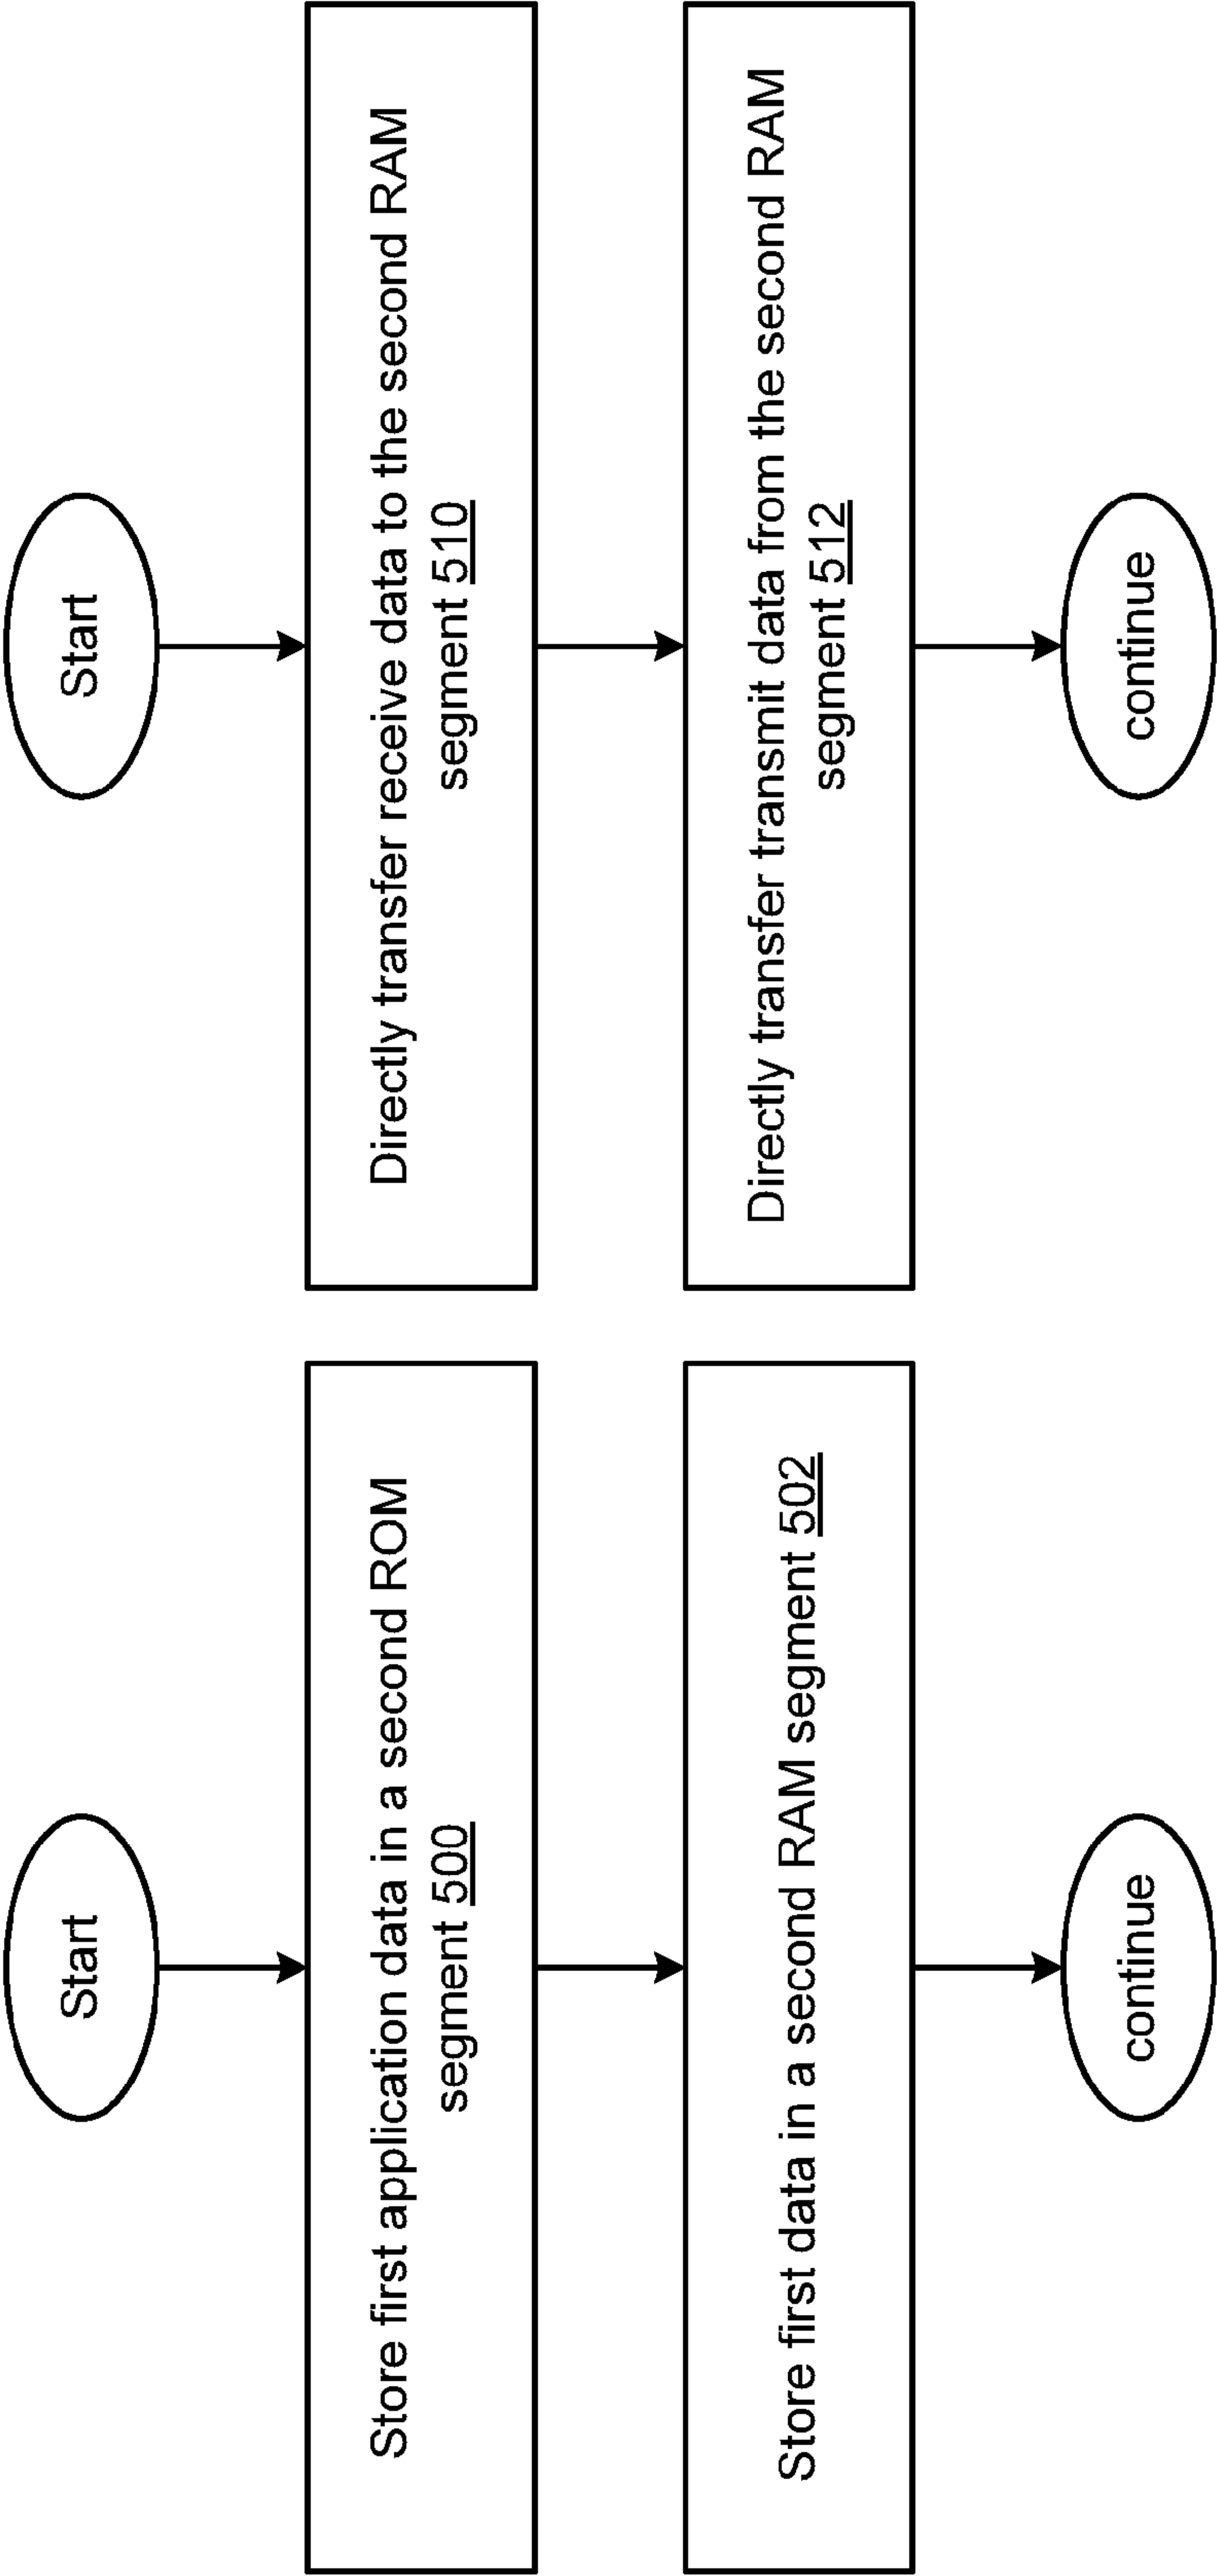 Start
Store first application data in a second ROM
segment 500
Store first data in a second RAM segment 502
continue
Start
Directly transfer receive data to the second RAM
segment 510
Directly transfer transmit data from the second RAM
segment 512
continue